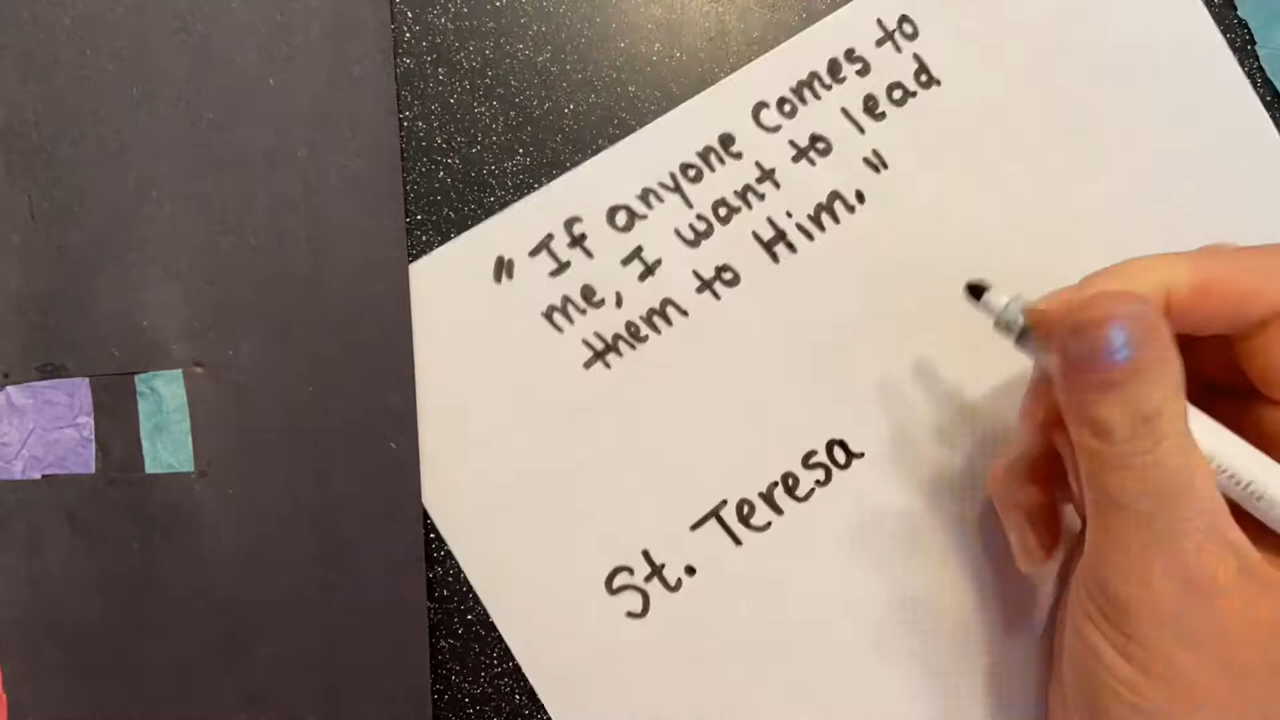 "If anyone comes to
me, I want to lead
them to Him."
St. Teresa